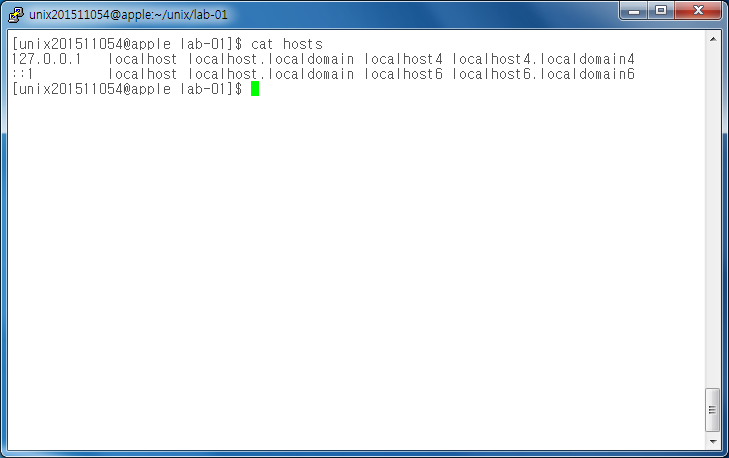 unix201511054@apple:~/unix/lab-01
[unix201511054@apple lab-01]$ cat hosts
127.0.0.1   localhost localhost.localdomain localhost4 localhost4.localdomain4
::1         localhost localhost.localdomain localhost6 localhost6.localdomain6
[unix201511054@apple lab-01]$